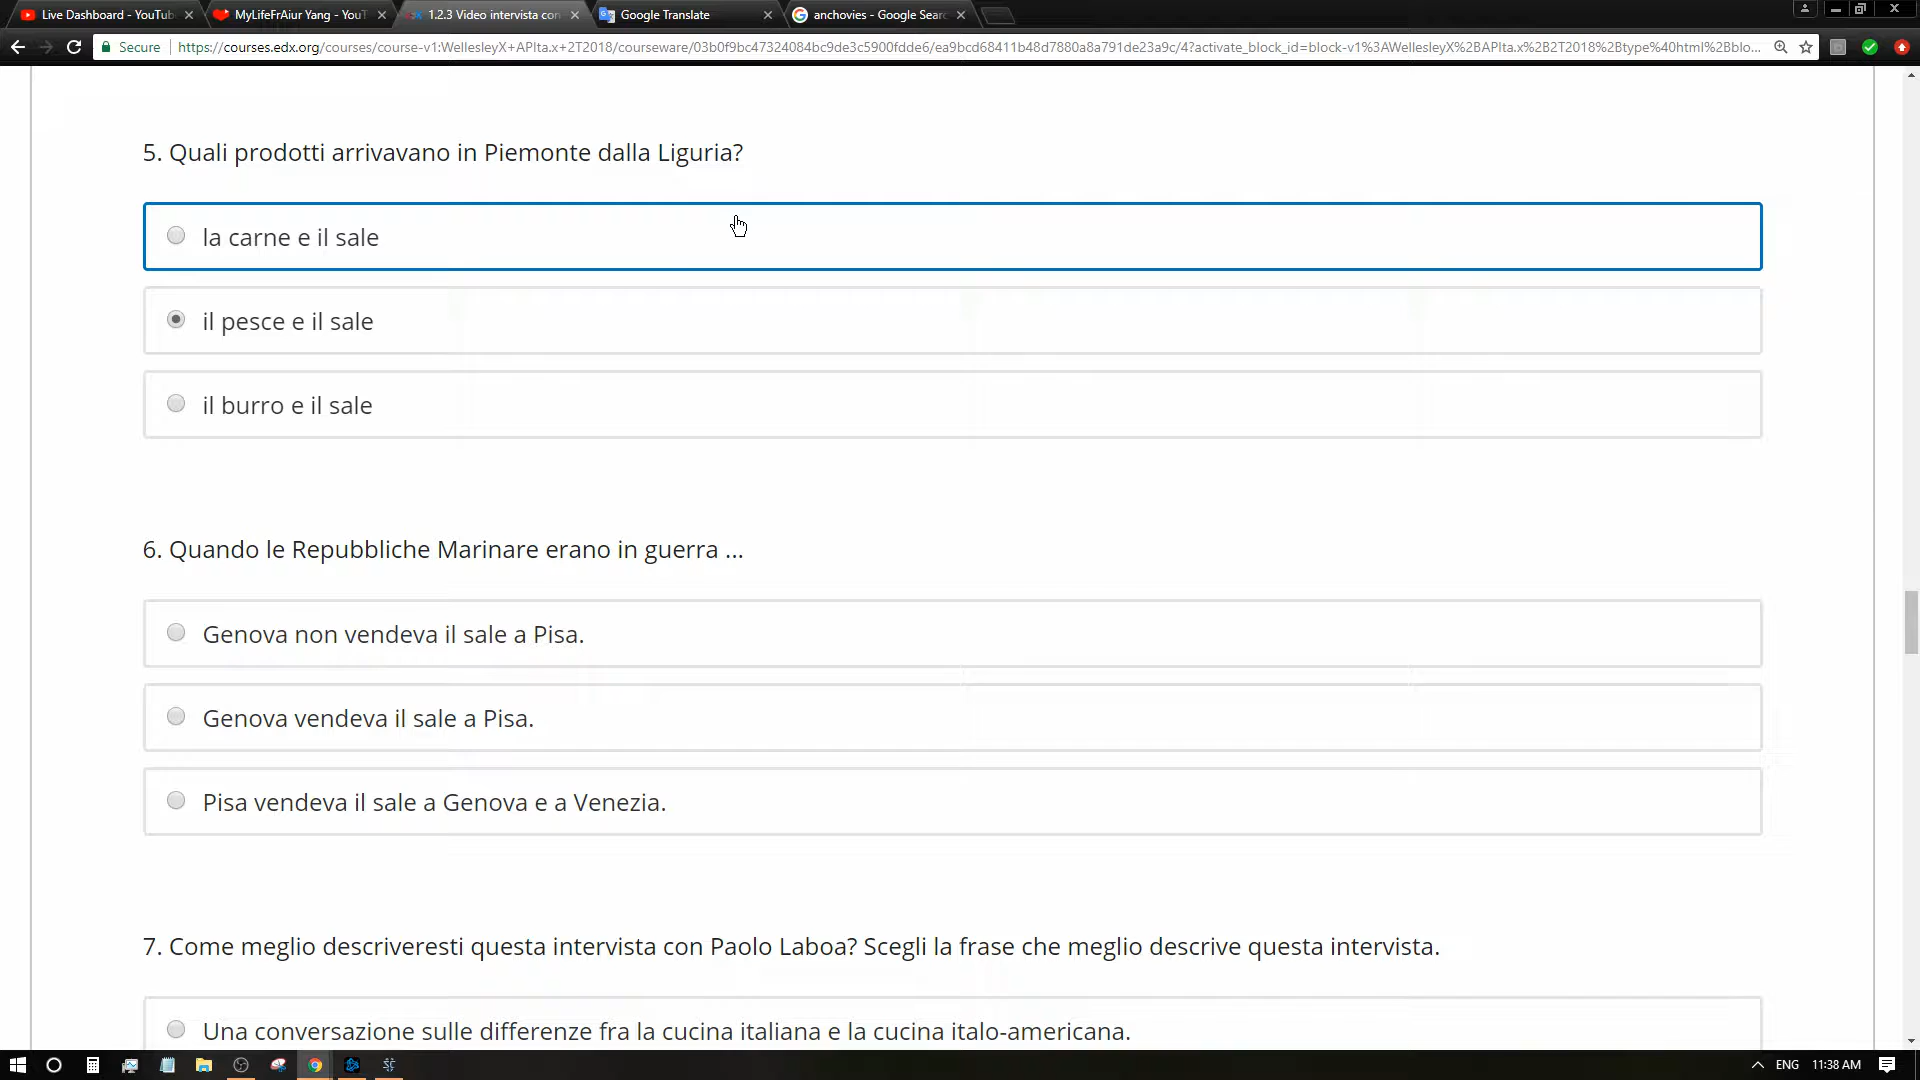 Live Dashboard - YouTub
MyLifeFrAiur Yang - YouT
1.2.3 Video intervista con
Google Translate
anchovies - Google Searc
Secure
https://courses.edx.org/courses/course-v1:WellesleyX+APIta.x+2T2018/courseware/03b0f9bc47324084bc9de3c5900fdde6/ea9bcd68411b48d7880a8a791de23a9c/4?activate_block_id=block-v1%3AWellesleyX%2BAPIta.x%2B2T2018%2Btype%40html%2Bblo...
5. Quali prodotti arrivavano in Piemonte dalla Liguria?
la carne e il sale
il pesce e il sale
il burro e il sale
6. Quando le Repubbliche Marinare erano in guerra ...
Genova non vendeva il sale a Pisa.
Genova vendeva il sale a Pisa.
Pisa vendeva il sale a Genova e a Venezia.
7. Come meglio descriveresti questa intervista con Paolo Laboa? Scegli la frase che meglio descrive questa intervista.
Una conversazione sulle differenze fra la cucina italiana e la cucina italo-americana.
ENG
11:38 AM